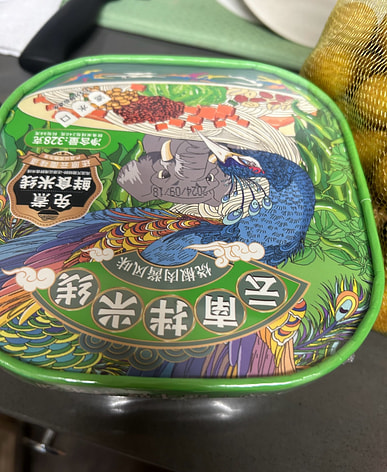 云南拌米线
烧椒肉酱风味
免煮
鲜食米线
2024/09/18
净含量:328克